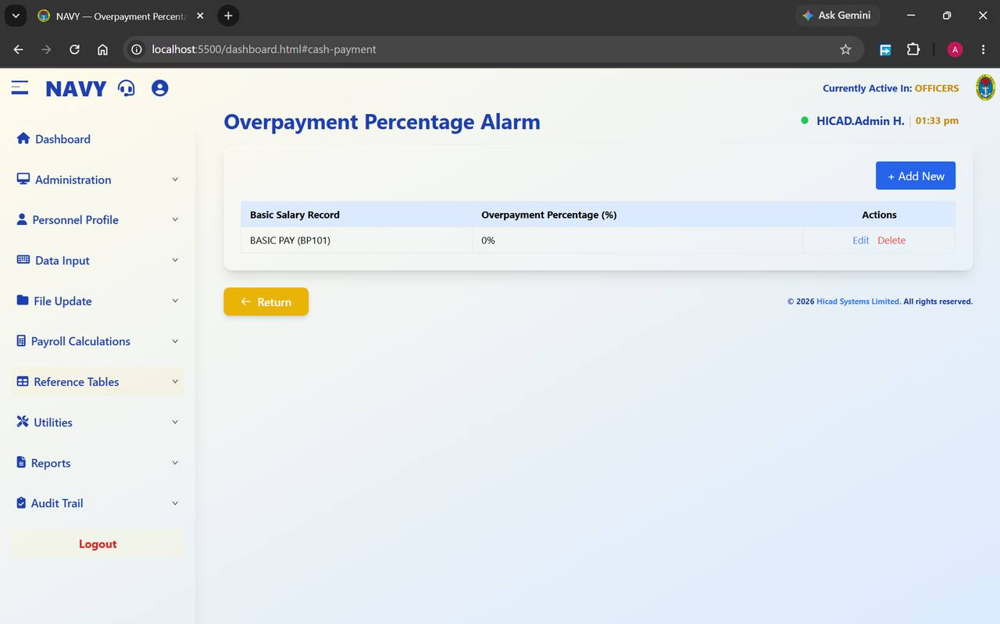 NAVY — Overpayment Percent
Ask Gemini
localhost:5500/dashboard.html#cash-payment
A
NAVY
Currently Active In: OFFICERS
Overpayment Percentage Alarm
HICAD.Admin H. | 01:33 pm
Dashboard
Administration
Personnel Profile
Data Input
File Update
Payroll Calculations
Reference Tables
Utilities
Reports
Audit Trail
Logout
+ Add New
Basic Salary Record Overpayment Percentage (%) Actions
BASIC PAY (BP101) 0% Edit Delete
← Return
© 2026 Hicad Systems Limited. All rights reserved.